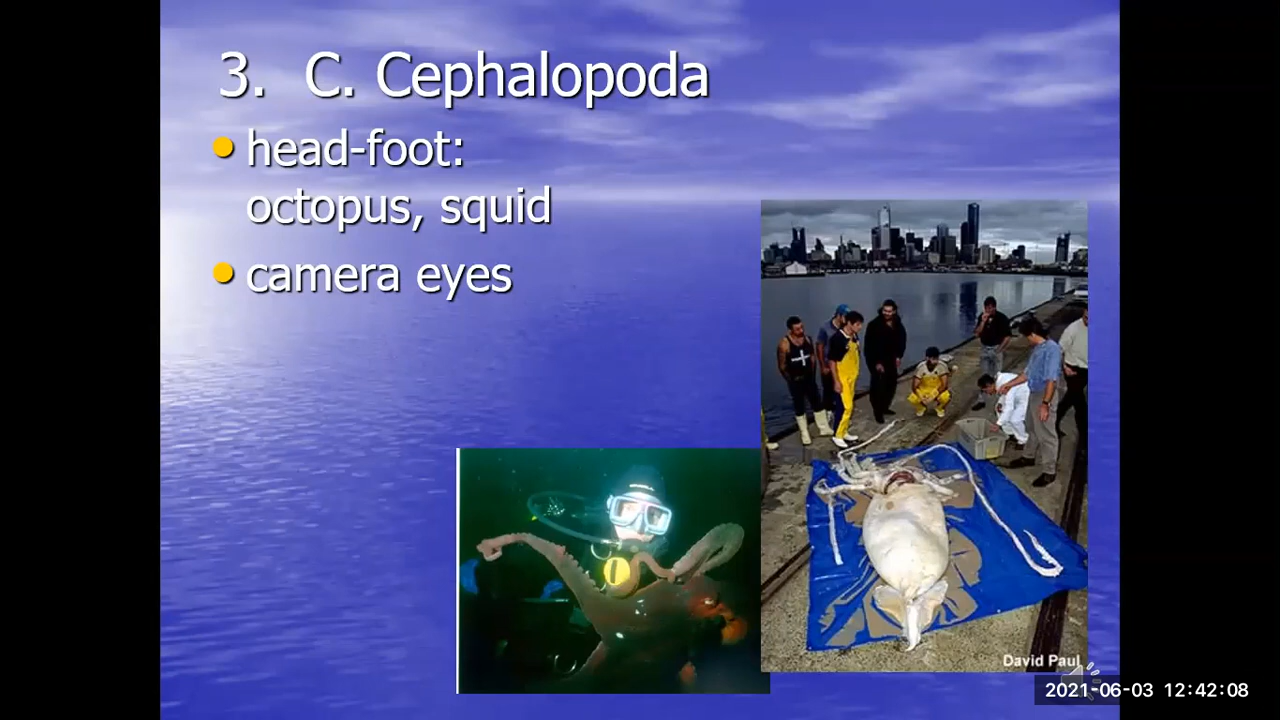 3. C. Cephalopoda
head-foot:
octopus, squid
camera eyes
David Paul
2021-06-03 12:42:08